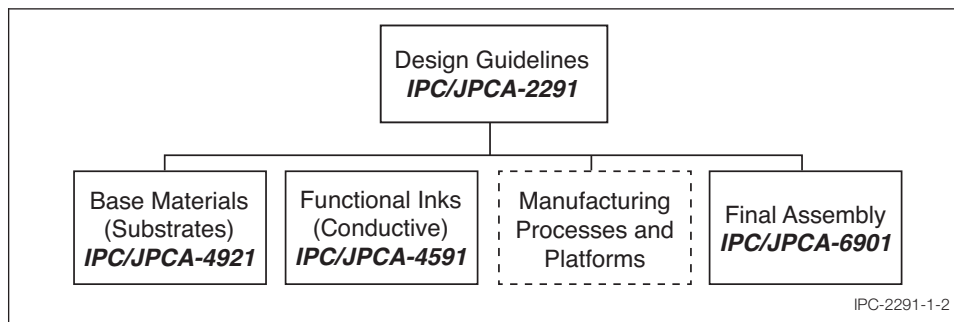 Design Guidelines
IPC/JPCA-2291
Base Materials
(Substrates)
IPC/JPCA-4921
Functional Inks
(Conductive)
IPC/JPCA-4591
Manufacturing
Processes and
Platforms
Final Assembly
IPC/JPCA-6901
IPC-2291-1-2